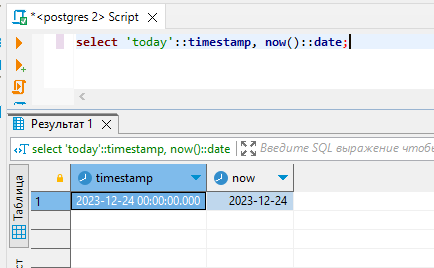 *<postgres 2> Script
select 'today'::timestamp, now()::date;
Результат 1
select 'today'::timestamp, now()::date
Введите SQL выражение чтобы
Таблица
timestamp
now
1
2023-12-24 00:00:00.000
2023-12-24